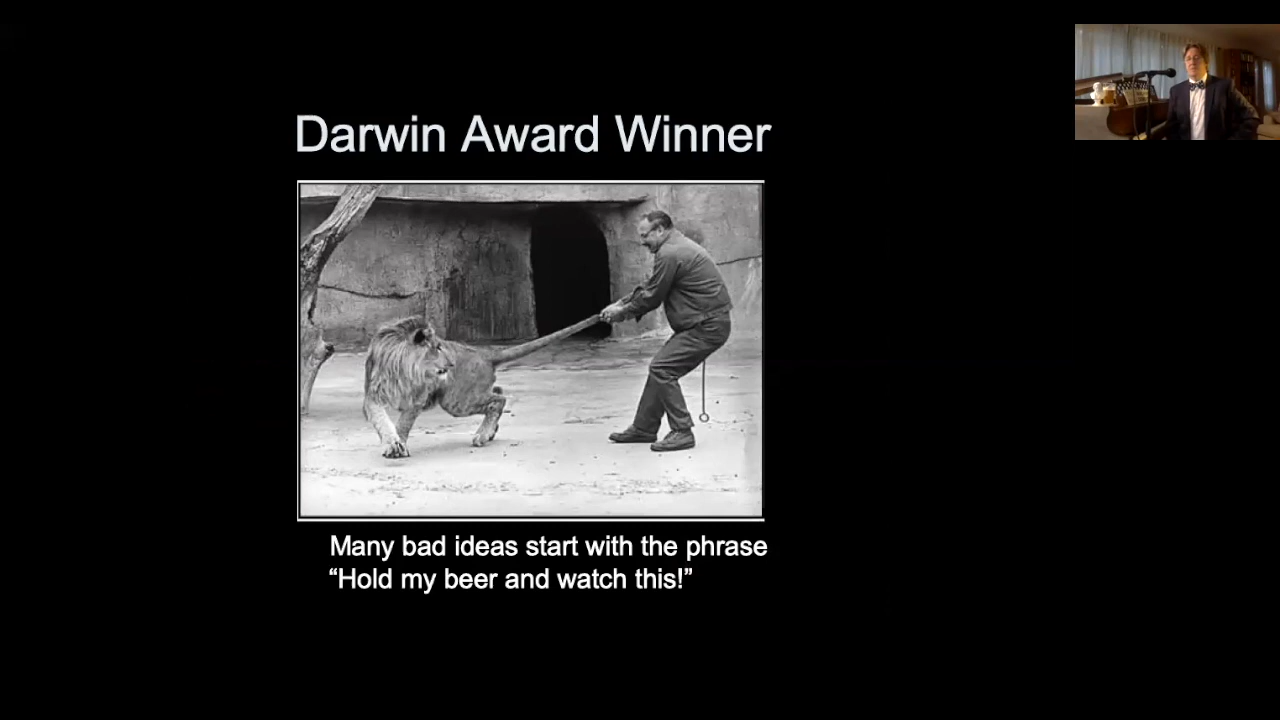 Darwin Award Winner
Many bad ideas start with the phrase
“Hold my beer and watch this!”